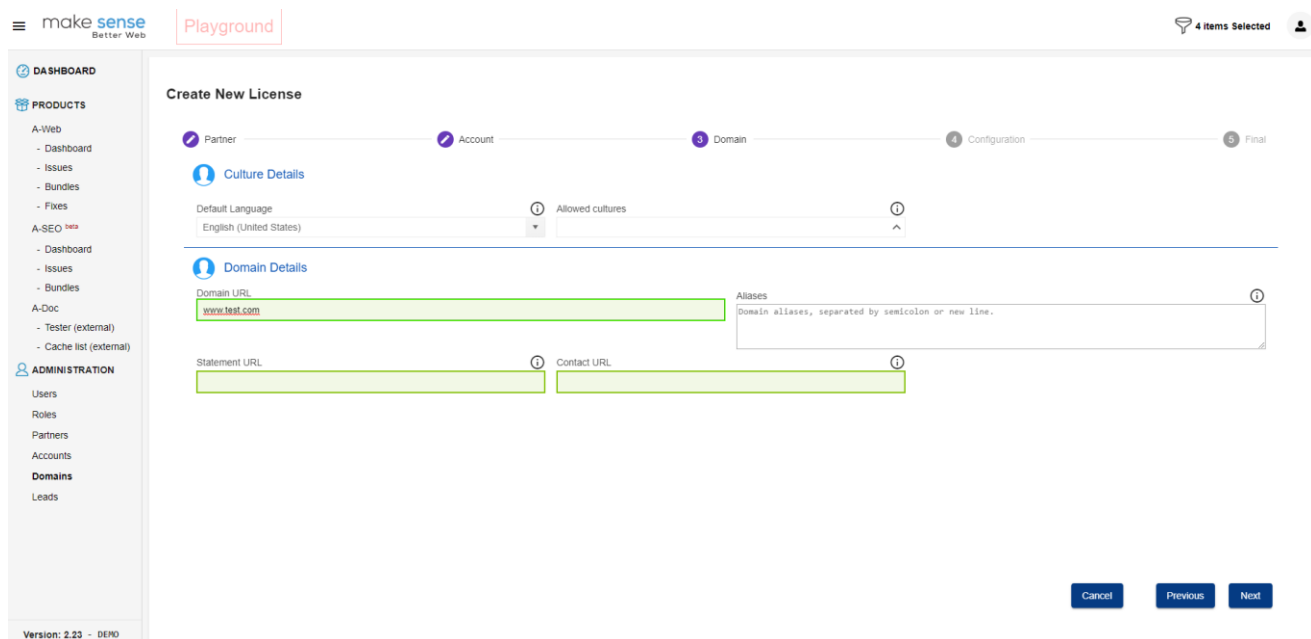 make sense
Better Web
Playground
4 items Selected
DASHBOARD
PRODUCTS
A-Web
- Dashboard
- Issues
- Bundles
- Fixes
A-SEO beta
- Dashboard
- Issues
- Bundles
A-Doc
- Tester (external)
- Cache list (external)
ADMINISTRATION
Users
Roles
Partners
Accounts
Domains
Leads
Version: 2.23 - DEMO
Create New License
Partner
Account
3 Domain
4 Configuration
5 Final
Culture Details
Default Language
English (United States)
Allowed cultures
Domain Details
Domain URL
www.test.com
Aliases
Domain aliases, separated by semicolon or new line.
Statement URL
Contact URL
Cancel
Previous
Next